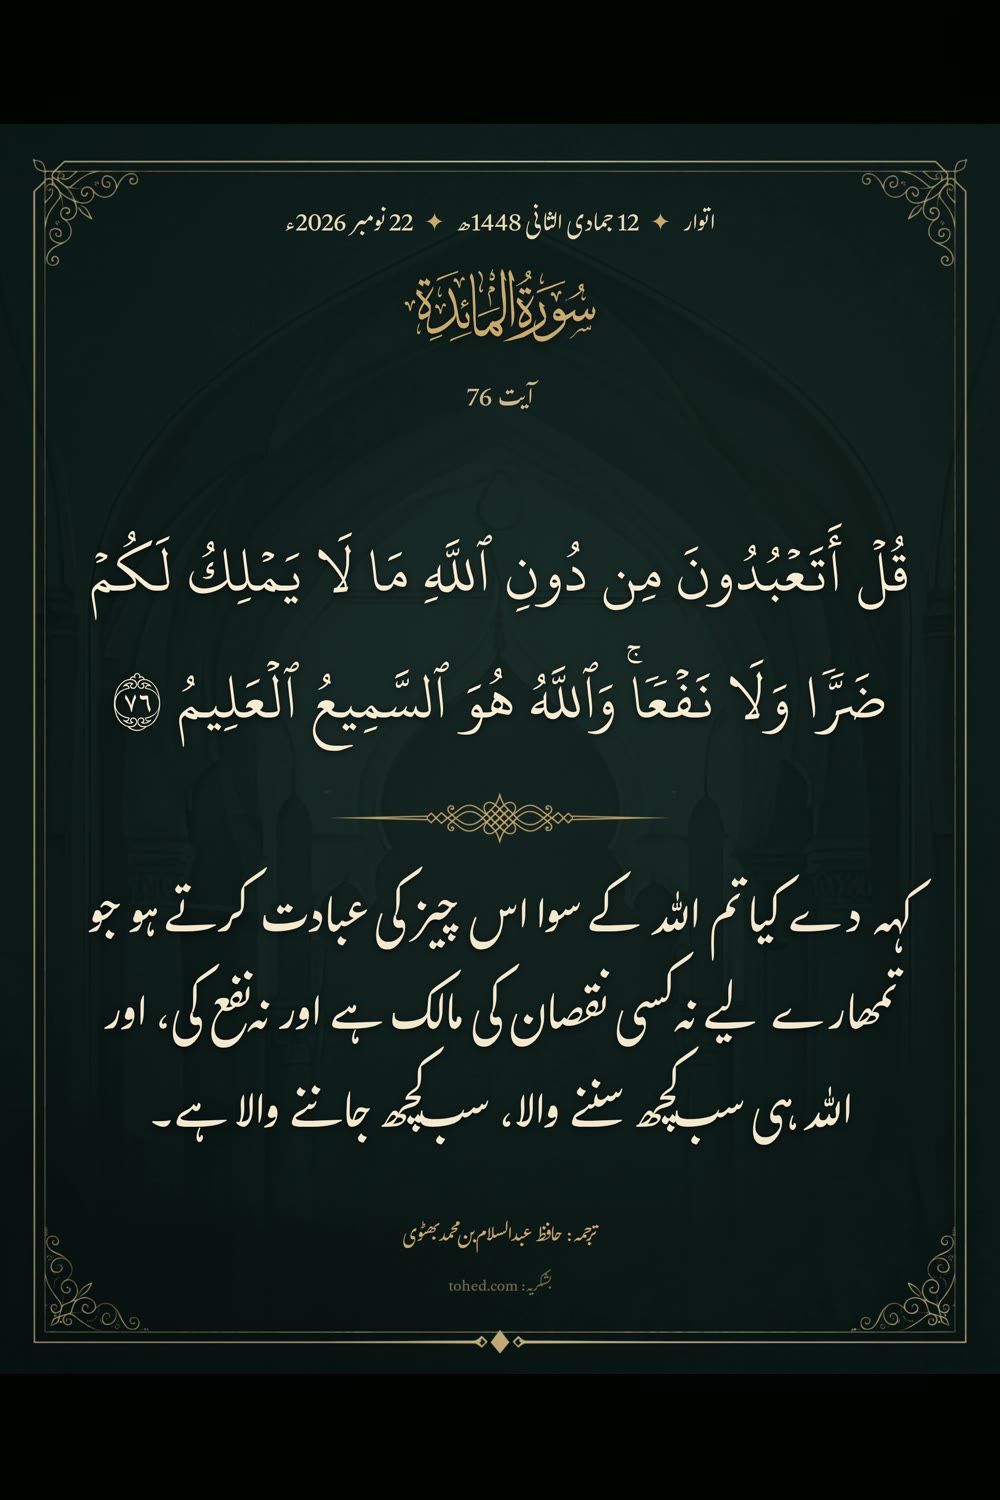 اتوار ✦ 12 جمادی الثانی 1448ھ ✦ 22 نومبر 2026ء
سُورَةُ الْمَائِدَة
آیت 76
قُلْ أَتَعْبُدُونَ مِن دُونِ ٱللَّهِ مَا لَا يَمْلِكُ لَكُمْ
ضَرًّا وَلَا نَفْعًا ۚ وَٱللَّهُ هُوَ ٱلسَّمِيعُ ٱلْعَلِيمُ ٧٦
کہہ دے کیا تم اللہ کے سوا اس چیز کی عبادت کرتے ہو جو
تمھارے لیے نہ کسی نقصان کی مالک ہے اور نہ نفع کی، اور
اللہ ہی سب کچھ سننے والا، سب کچھ جاننے والا ہے۔
ترجمہ: حافظ عبدالسلام بن محمد بھٹوی
بشکریہ: tohed.com